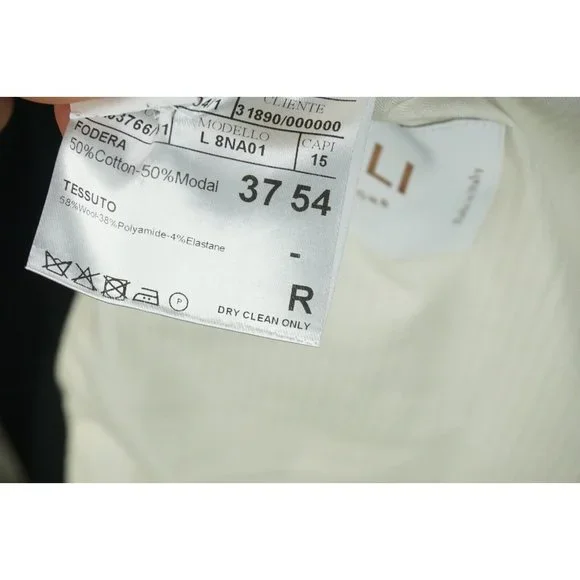 CLIENTE
31890/000000
MODELLO
L 8NA01
CAPI
15
FODERA
50%Cotton-50%Modal
37 54
TESSUTO
58%Wool-38%Polyamide-4%Elastane
-
R
P
DRY CLEAN ONLY
LI